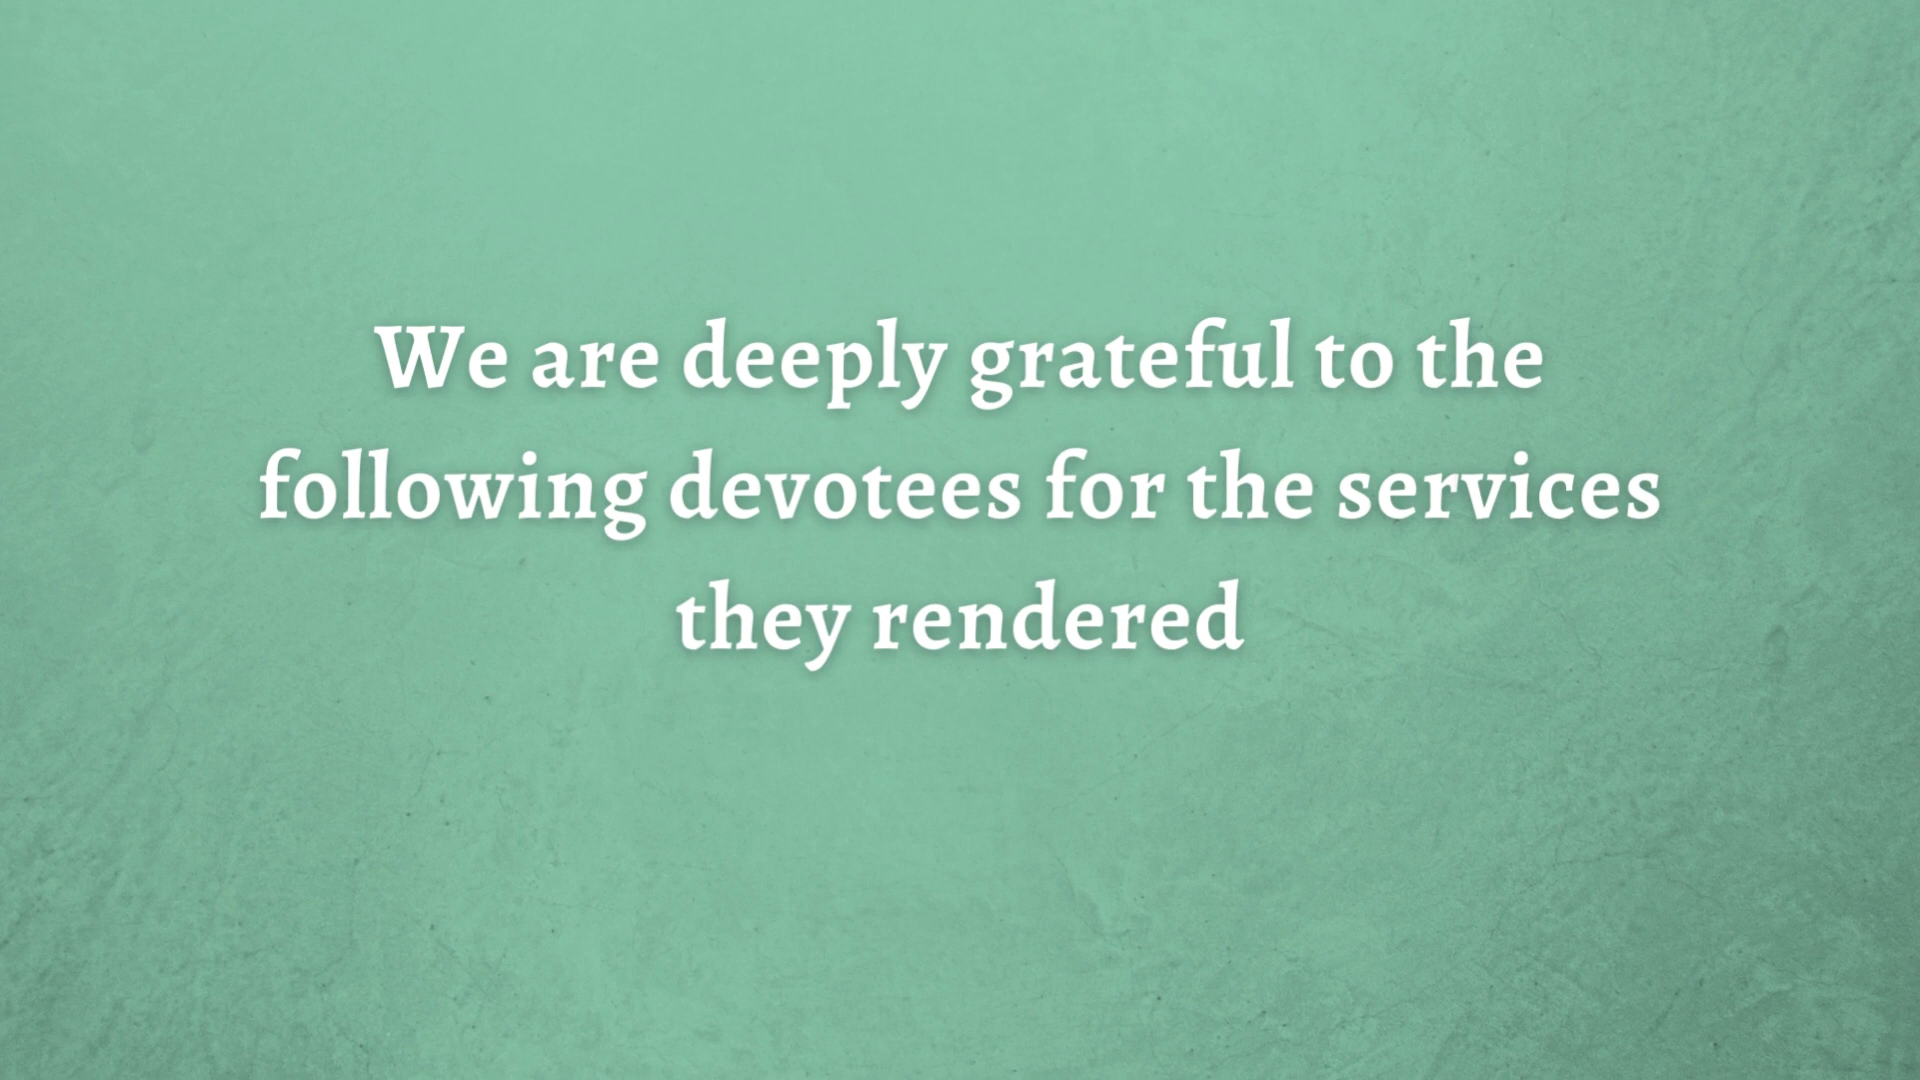 We are deeply grateful to the
following devotees for the services
they rendered